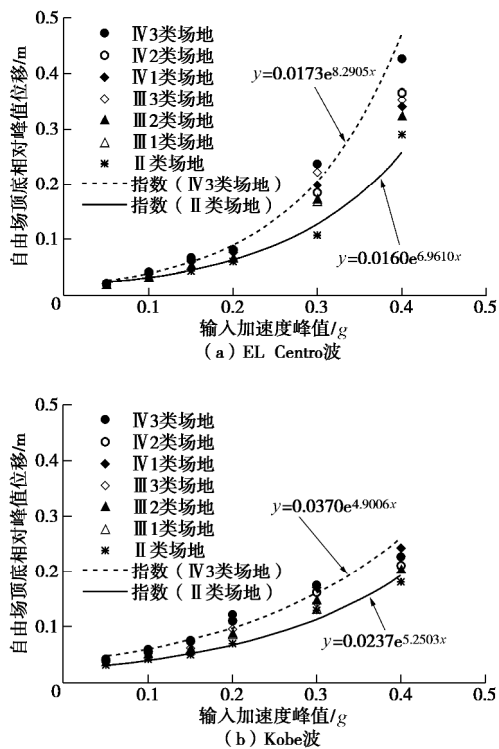 0.5
0.4
0.3
0.2
0.1
0
自由场顶底相对峰值位移/m
Ⅳ3类场地
Ⅳ2类场地
Ⅳ1类场地
Ⅲ3类场地
Ⅲ2类场地
Ⅲ1类场地
Ⅱ类场地
指数（Ⅳ3类场地）
指数（Ⅱ类场地）
y=0.0173e^8.2905x
y=0.0160e^6.9610x
0.1 0.2 0.3 0.4 0.5
输入加速度峰值/g
（a）EL Centro波
0.5
0.4
0.3
0.2
0.1
0
自由场顶底相对峰值位移/m
Ⅳ3类场地
Ⅳ2类场地
Ⅳ1类场地
Ⅲ3类场地
Ⅲ2类场地
Ⅲ1类场地
Ⅱ类场地
指数（Ⅳ3类场地）
指数（Ⅱ类场地）
y=0.0370e^4.9006x
y=0.0237e^5.2503x
0.1 0.2 0.3 0.4 0.5
输入加速度峰值/g
（b）Kobe波